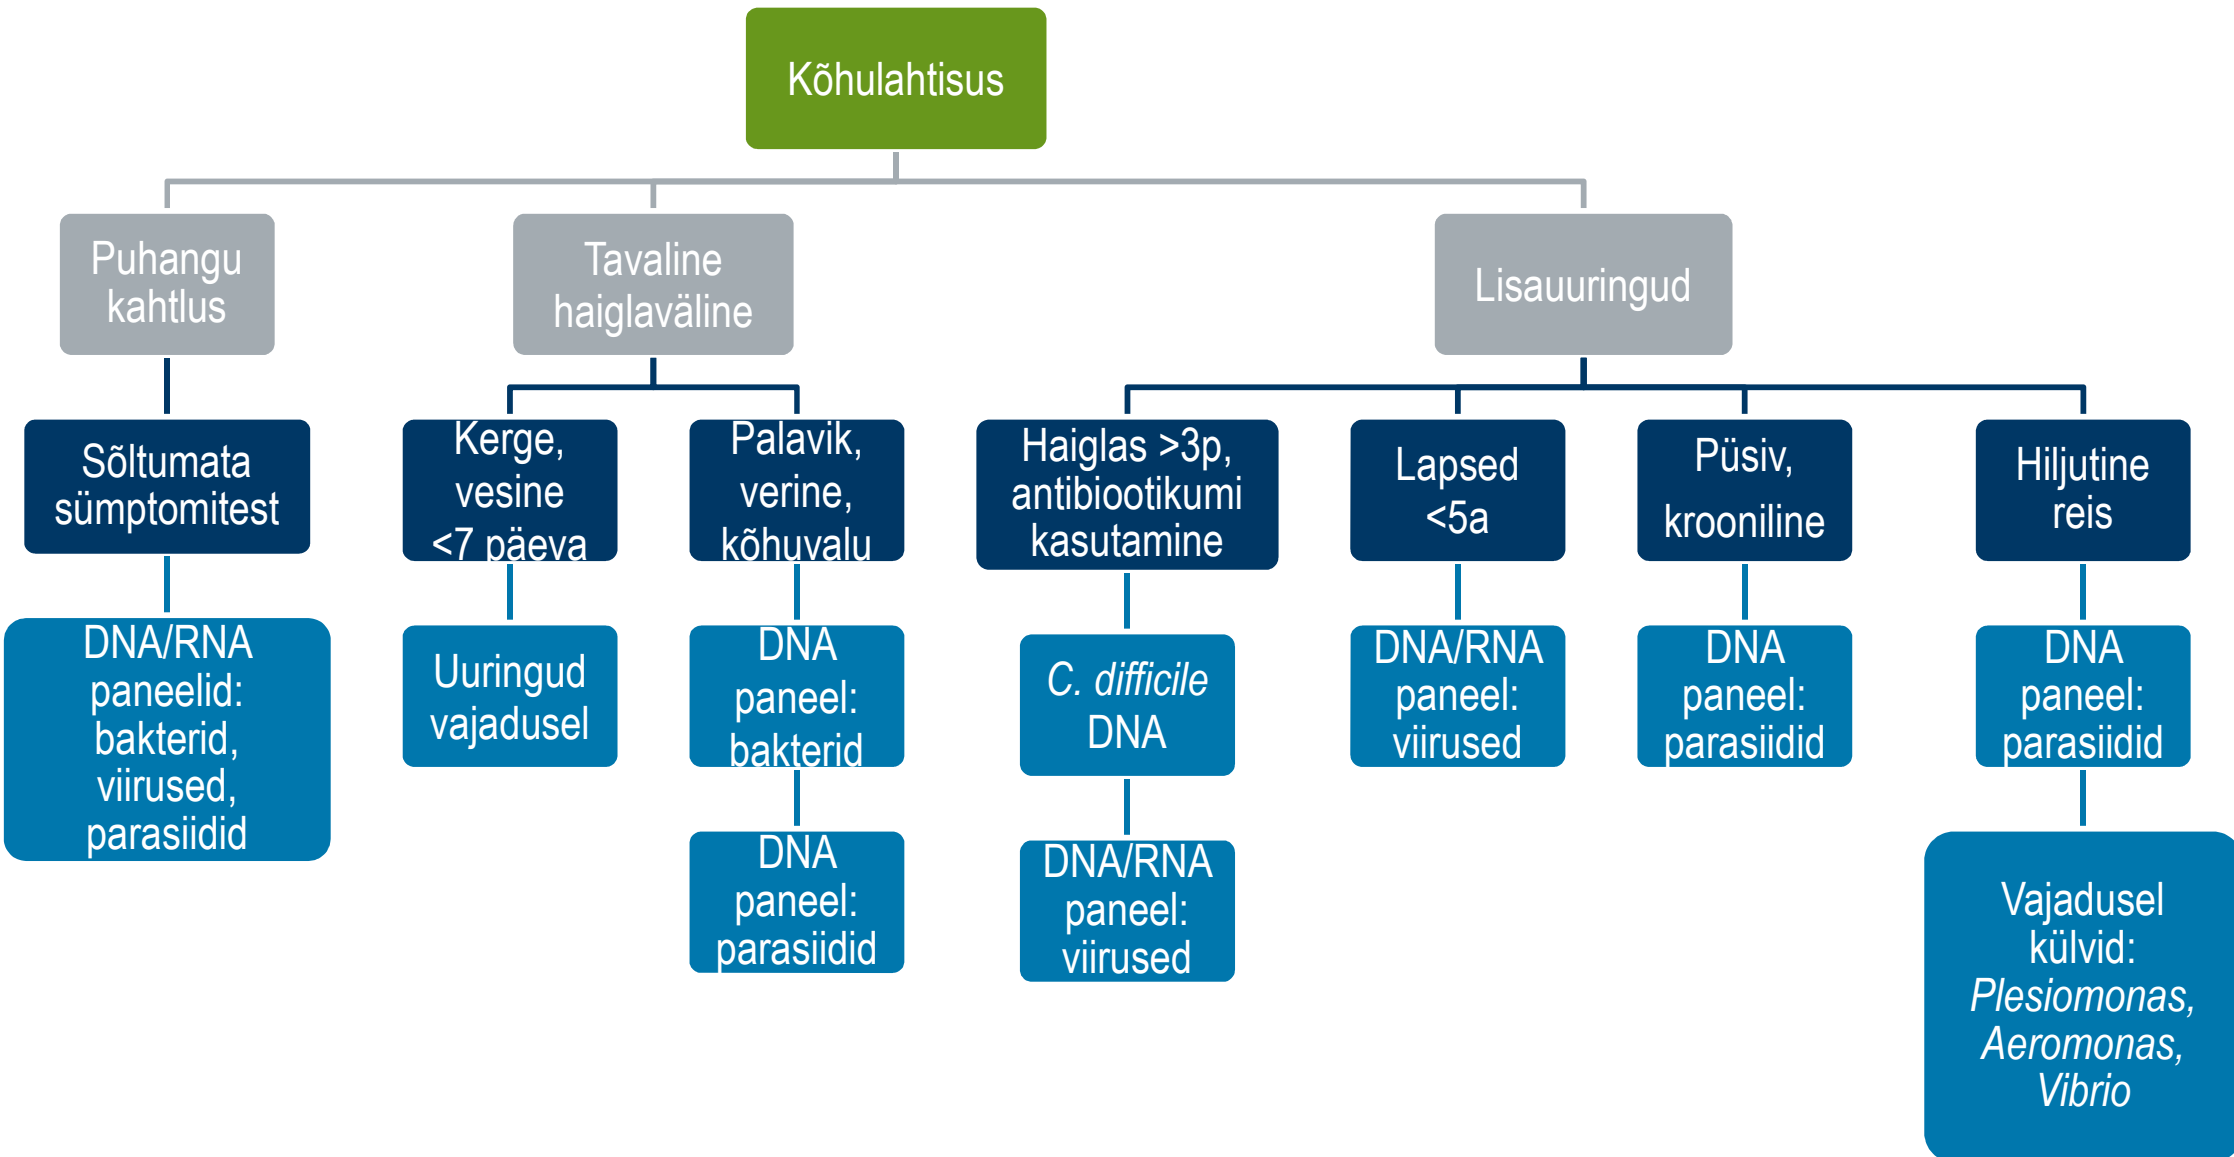 Kõhulahtisus
Puhangu
kahtlus
Tavaline
haiglaväline
Lisauuringud
Sõltumata
sümptomitest
Kerge,
vesine
<7 päeva
Palavik,
verine,
kõhuvalu
Haiglas >3p,
antibiootikumi
kasutamine
Lapsed
<5a
Püsiv,
krooniline
Hiljutine
reis
DNA/RNA
paneelid:
bakterid,
viirused,
parasiidid
Uuringud
vajadusel
DNA
paneel:
bakterid
C. difficile
DNA
DNA/RNA
paneel:
viirused
DNA
paneel:
parasiidid
DNA
paneel:
parasiidid
DNA
paneel:
parasiidid
DNA/RNA
paneel:
viirused
Vajadusel
külvid:
Plesiomonas,
Aeromonas,
Vibrio